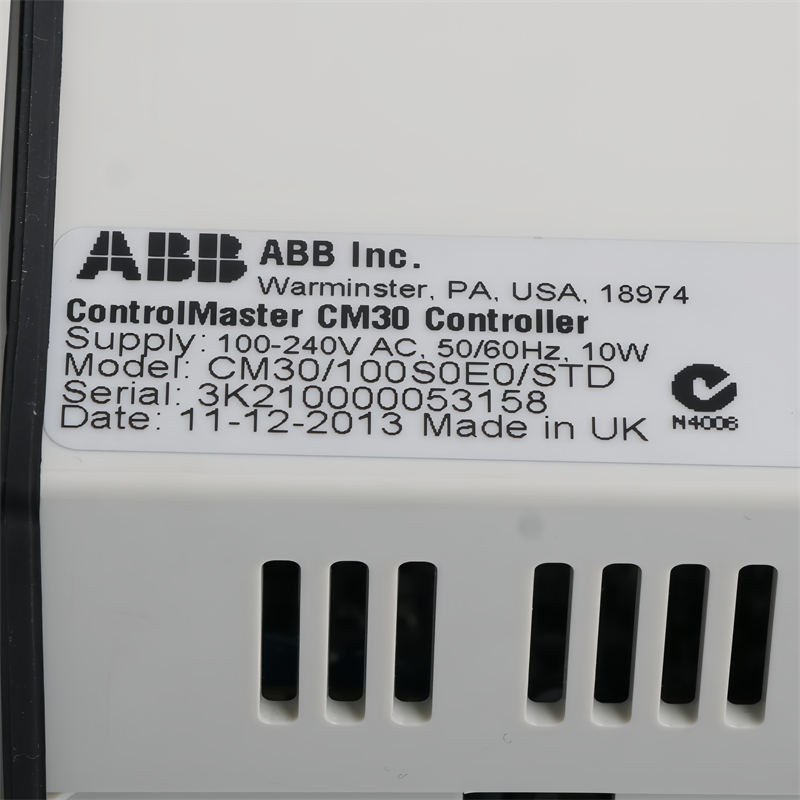 ABB ABB Inc.
Warminster, PA, USA, 18974
ControlMaster CM30 Controller
Supply: 100-240V AC, 50/60Hz, 10W
Model: CM30/100S0E0/STD
Serial: 3K210000053158
Date: 11-12-2013 Made in UK
N4006